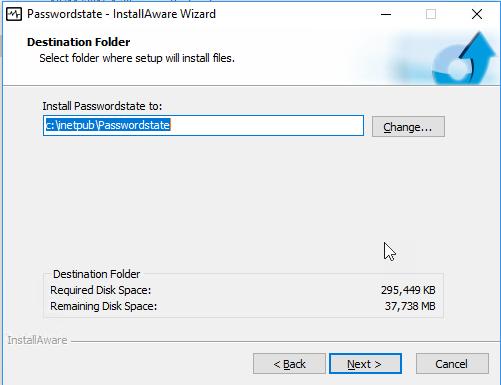 Passwordstate - InstallAware Wizard
Destination Folder
Select folder where setup will install files.
Install Passwordstate to:
c:\inetpub\Passwordstate
Change...
Destination Folder
Required Disk Space: 295,449 KB
Remaining Disk Space: 37,738 MB
InstallAware
< Back
Next >
Cancel